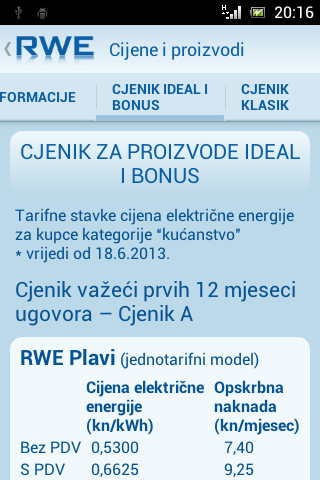 20:16
RWE Cijene i proizvodi
FORMACIJE
CJENIK IDEAL I
BONUS
CJENIK
KLASIK
CJENIK ZA PROIZVODE IDEAL
I BONUS
Tarifne stavke cijena električne energije
za kupce kategorije “kućanstvo”
* vrijedi od 18.6.2013.
Cjenik važeći prvih 12 mjeseci
ugovora – Cjenik A
RWE Plavi (jednotarifni model)
Cijena električne
energije
(kn/kWh)
Opskrbna
naknada
(kn/mjesec)
Bez PDV 0,5300 7,40
S PDV 0,6625 9,25